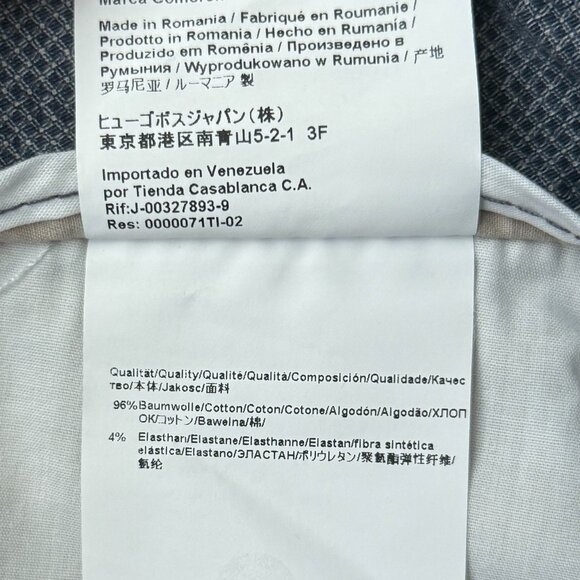 Marca Comerci
Made in Romania / Fabriqué en Roumanie /
Prodotto in Romania / Hecho en Rumanía /
Produzido em Romênia / Произведено в
Румыния / Wyprodukowano w Rumunia / 产地
罗马尼亚 / ルーマニア 製
ヒューゴボスジャパン(株)
東京都港区南青山5-2-1 3F
Importado en Venezuela
por Tienda Casablanca C.A.
Rif:J-00327893-9
Res: 0000071TI-02
Qualität/Quality/Qualité/Qualità/Composición/Qualidade/Качес
тво/本体/Jakosc/面料
96%Baumwolle/Cotton/Coton/Cotone/Algodón/Algodão/ХЛОП
ОК/コットン/Bawełna/棉/
4% Elasthan/Elastane/Elasthanne/Elastan/fibra sintética
elástica/Elastano/ЭЛАСТАН/ポリウレタン/聚氨酯弹性纤维/
氨纶